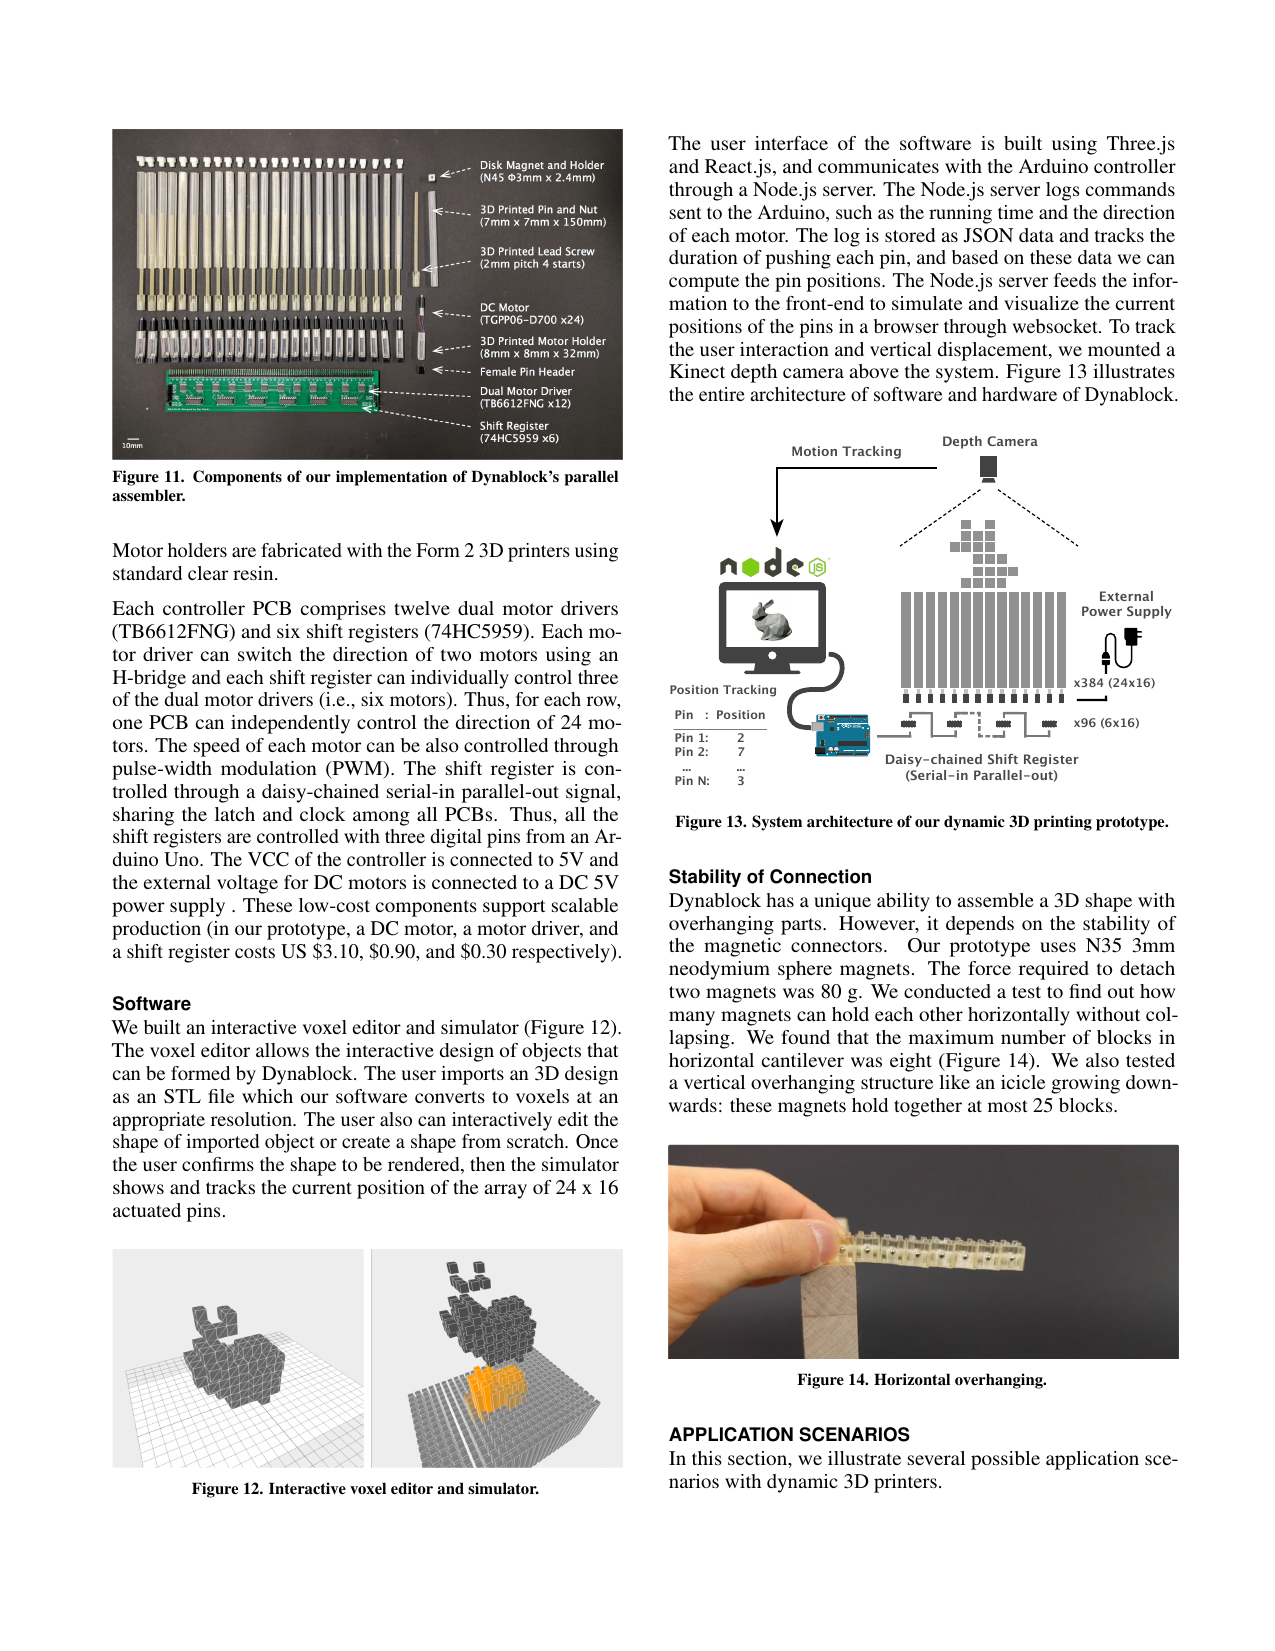 Disk Magnet and Holder
(N45 Φ3mm x 2.4mm)
3D Printed Pin and Nut
(7mm x 7mm x 150mm)
3D Printed Lead Screw
(2mm pitch 4 starts)
DC Motor
(TGPP06-D700 x24)
3D Printed Motor Holder
(8mm x 8mm x 32mm)
Female Pin Header
Dual Motor Driver
(TB6612FNG x12)
Shift Register
(74HC5959 x6)
10mm
Figure 11. Components of our implementation of Dynablock's parallel
assembler.
Motor holders are fabricated with the Form 2 3D printers using
standard clear resin.
Each controller PCB comprises twelve dual motor drivers
(TB6612FNG) and six shift registers (74HC5959). Each mo-
tor driver can switch the direction of two motors using an
H-bridge and each shift register can individually control three
of the dual motor drivers (i.e., six motors). Thus, for each row,
one PCB can independently control the direction of 24 mo-
tors. The speed of each motor can be also controlled through
pulse-width modulation (PWM). The shift register is con-
trolled through a daisy-chained serial-in parallel-out signal,
sharing the latch and clock among all PCBs. Thus, all the
shift registers are controlled with three digital pins from an Ar-
duino Uno. The VCC of the controller is connected to 5V and
the external voltage for DC motors is connected to a DC 5V
power supply . These low-cost components support scalable
production (in our prototype, a DC motor, a motor driver, and
a shift register costs US $3.10, $0.90, and $0.30 respectively).
Software
We built an interactive voxel editor and simulator (Figure 12).
The voxel editor allows the interactive design of objects that
can be formed by Dynablock. The user imports an 3D design
as an STL file which our software converts to voxels at an
appropriate resolution. The user also can interactively edit the
shape of imported object or create a shape from scratch. Once
the user confirms the shape to be rendered, then the simulator
shows and tracks the current position of the array of 24 x 16
actuated pins.
Figure 12. Interactive voxel editor and simulator.
The user interface of the software is built using Three.js
and React.js, and communicates with the Arduino controller
through a Node.js server. The Node.js server logs commands
sent to the Arduino, such as the running time and the direction
of each motor. The log is stored as JSON data and tracks the
duration of pushing each pin, and based on these data we can
compute the pin positions. The Node.js server feeds the infor-
mation to the front-end to simulate and visualize the current
positions of the pins in a browser through websocket. To track
the user interaction and vertical displacement, we mounted a
Kinect depth camera above the system. Figure 13 illustrates
the entire architecture of software and hardware of Dynablock.
Depth Camera
Motion Tracking
node
JS
External
Power Supply
x384 (24x16)
Position Tracking
Pin : Position
Pin 1: 2
Pin 2: 7
... ...
Pin N: 3
x96 (6x16)
Daisy-chained Shift Register
(Serial-in Parallel-out)
Figure 13. System architecture of our dynamic 3D printing prototype.
Stability of Connection
Dynablock has a unique ability to assemble a 3D shape with
overhanging parts. However, it depends on the stability of
the magnetic connectors. Our prototype uses N35 3mm
neodymium sphere magnets. The force required to detach
two magnets was 80 g. We conducted a test to find out how
many magnets can hold each other horizontally without col-
lapsing. We found that the maximum number of blocks in
horizontal cantilever was eight (Figure 14). We also tested
a vertical overhanging structure like an icicle growing down-
wards: these magnets hold together at most 25 blocks.
Figure 14. Horizontal overhanging.
APPLICATION SCENARIOS
In this section, we illustrate several possible application sce-
narios with dynamic 3D printers.